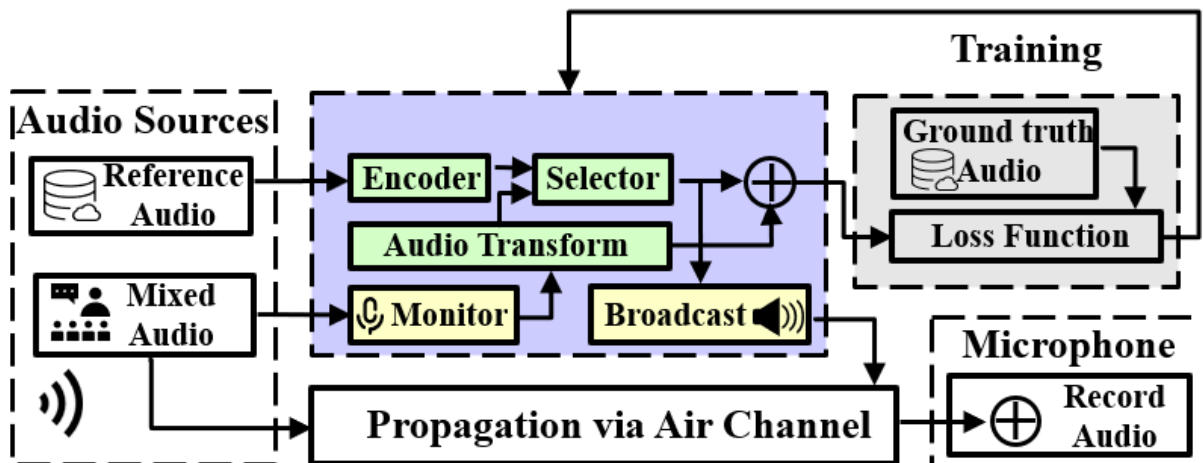 Training
Audio Sources
Reference
Audio
Mixed
Audio
Encoder
Selector
Audio Transform
Monitor
Broadcast
Ground truth
Audio
Loss Function
Propagation via Air Channel
Microphone
Record
Audio